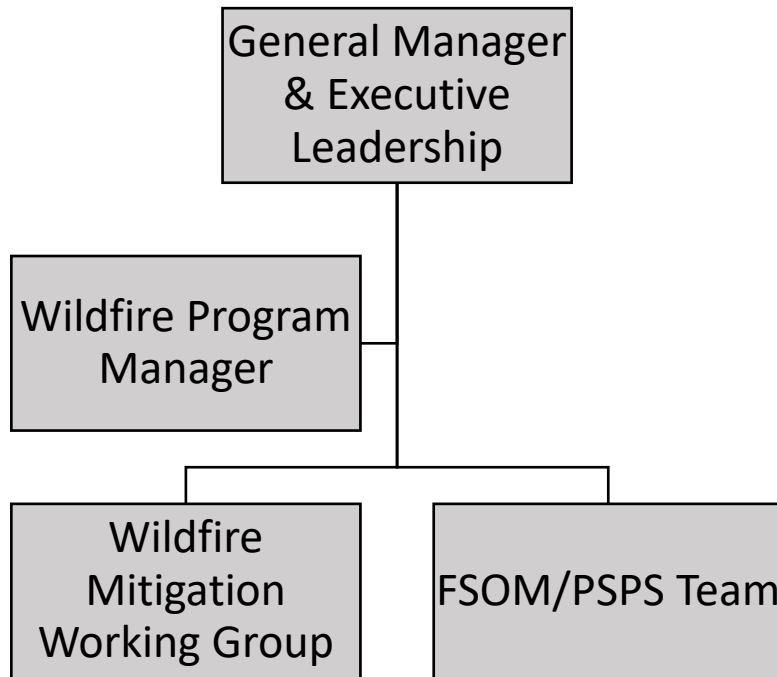 General Manager
& Executive
Leadership
Wildfire Program
Manager
Wildfire
Mitigation
Working Group
FSOM/PSPS Team